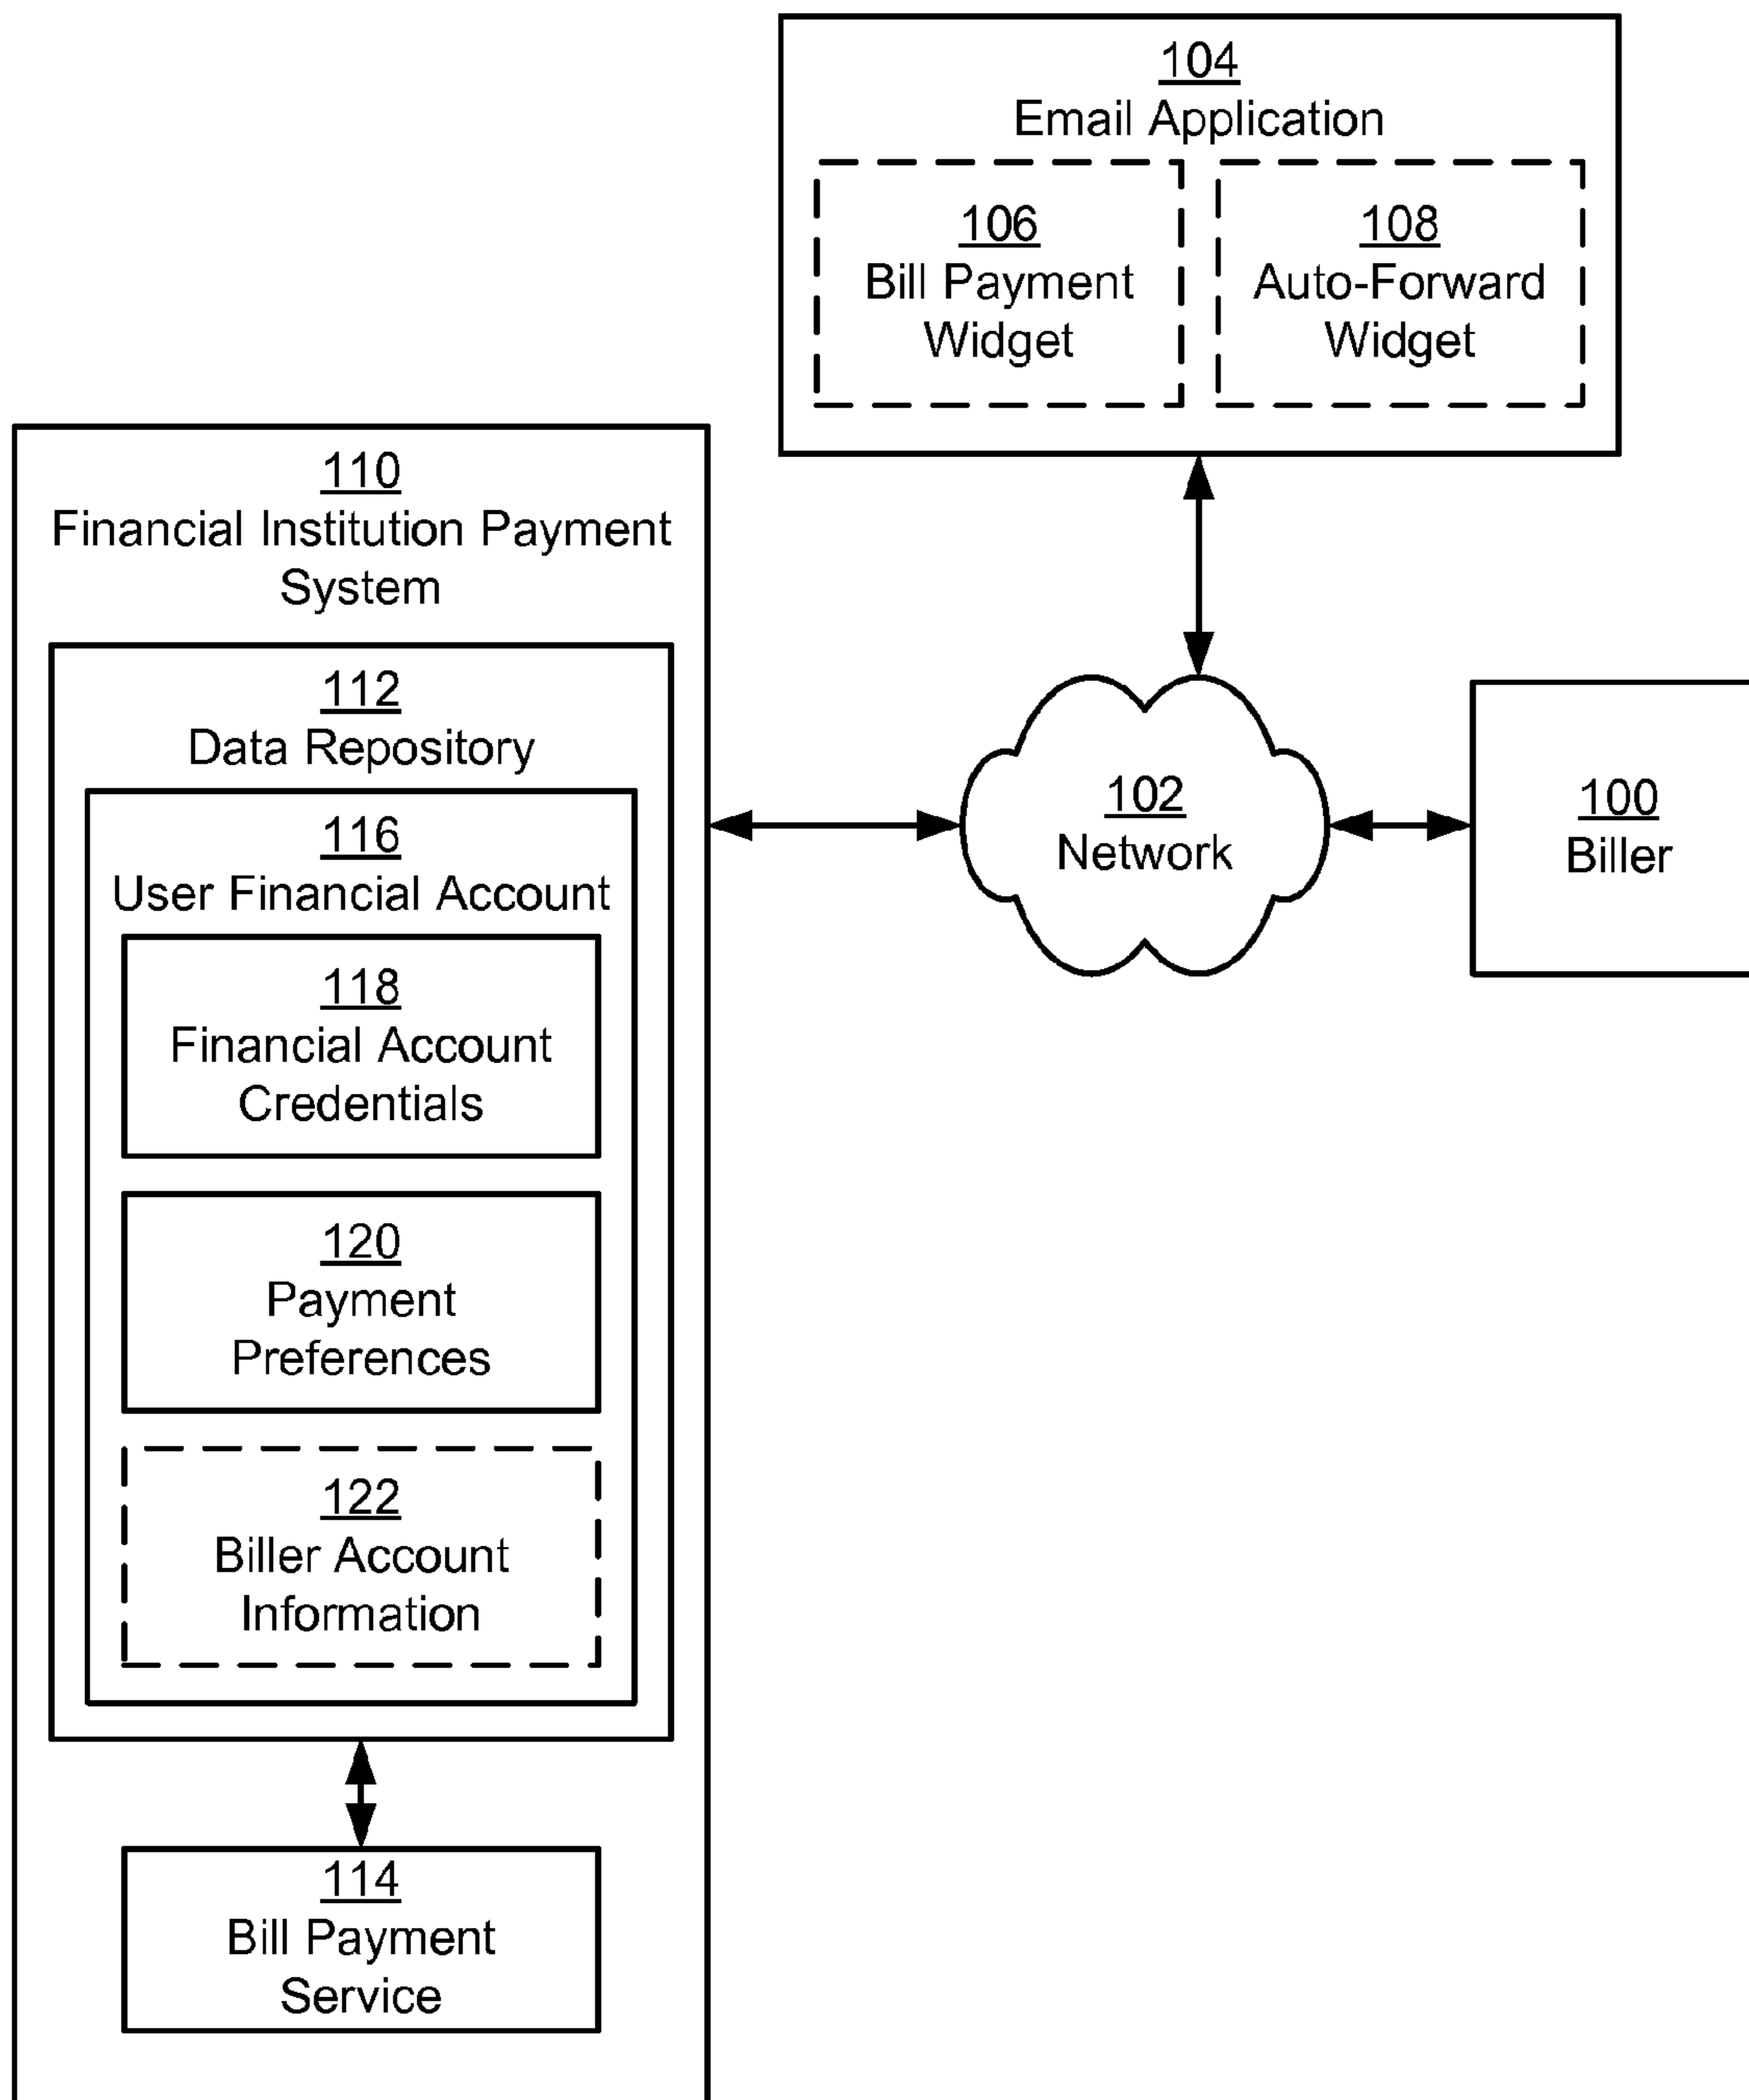 104
Email Application
106
Bill Payment
Widget
108
Auto-Forward
Widget
110
Financial Institution Payment
System
112
Data Repository
116
User Financial Account
118
Financial Account
Credentials
120
Payment
Preferences
122
Biller Account
Information
114
Bill Payment
Service
102
Network
100
Biller